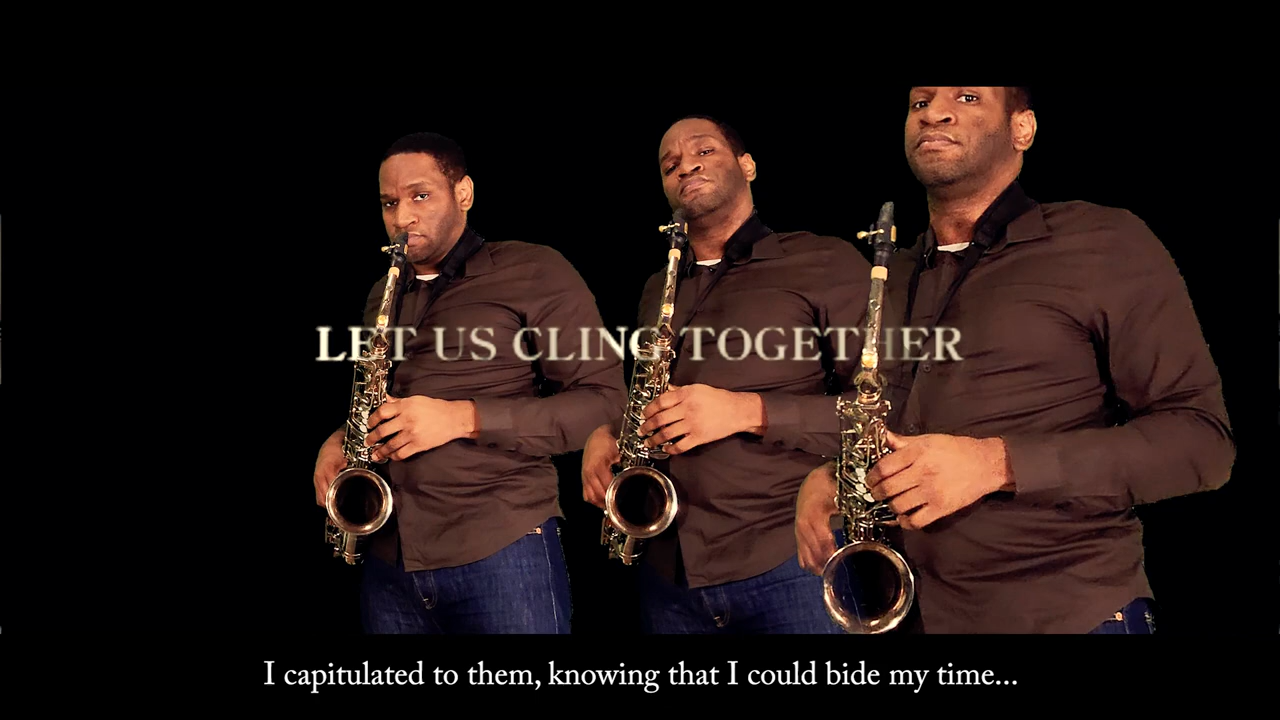 LET US CLING TOGETHER
I capitulated to them, knowing that I could bide my time...